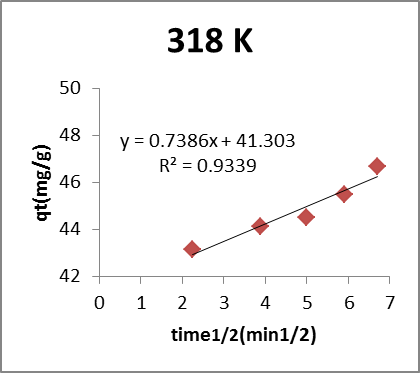 318 K
50
48
46
44
42
y = 0.7386x + 41.303
R² = 0.9339
qt(mg/g)
0 1 2 3 4 5 6 7
time1/2(min1/2)